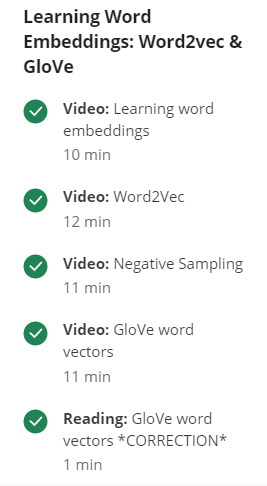 Learning Word
Embeddings: Word2vec &
GloVe
Video: Learning word
embeddings
10 min
Video: Word2Vec
12 min
Video: Negative Sampling
11 min
Video: GloVe word
vectors
11 min
Reading: GloVe word
vectors *CORRECTION*
1 min